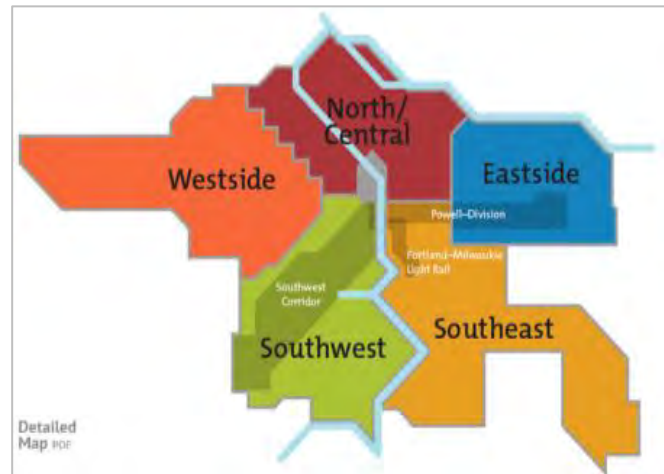 North/
Central
Westside
Eastside
Powell–Division
Portland–Milwaukie
Light Rail
Southwest
Corridor
Southeast
Southwest
Detailed
Map PDF